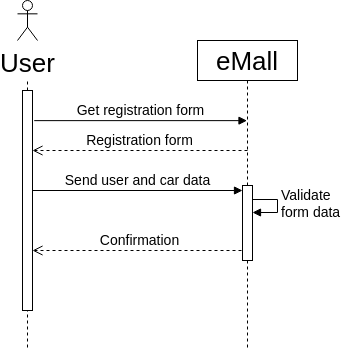 User
eMall
Get registration form
Registration form
Send user and car data
Validate
form data
Confirmation